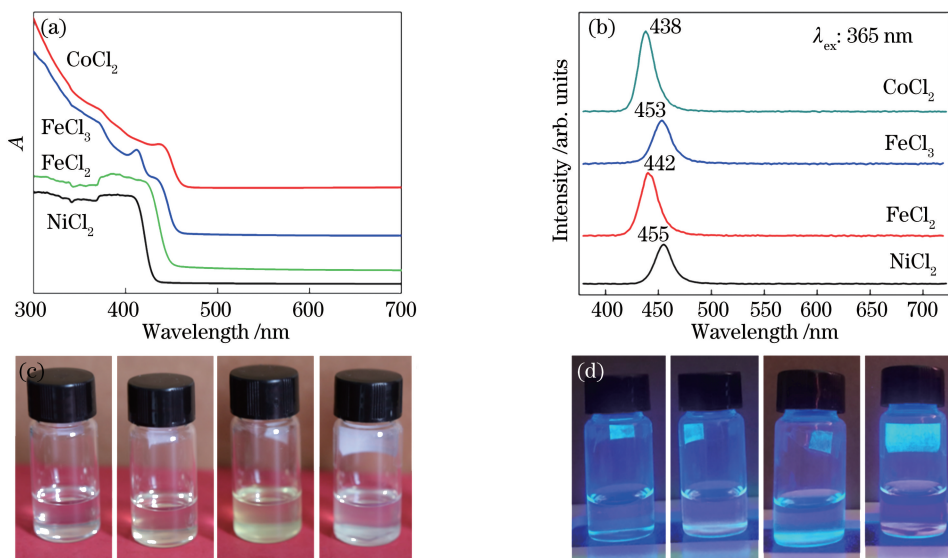 (a)
CoCl2
FeCl3
FeCl2
NiCl2
A
300 400 500 600 700
Wavelength /nm
(b)
λex: 365 nm
438
CoCl2
453
FeCl3
442
FeCl2
455
NiCl2
Intensity /arb. units
400 450 500 550 600 650 700
Wavelength /nm
(c)
(d)